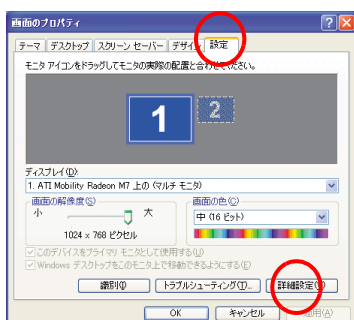 画面のプロパティ
テーマ デスクトップ スクリーン セーバー デザイン 設定
モニタ アイコンをドラッグしてモニタの実際の配置と合わせてください。
1 2
ディスプレイ(D):
1. ATI Mobility Radeon M7 上の (マルチ モニタ)
画面の解像度(S)
小 大
1024 x 768 ピクセル
画面の色(C)
中 (16 ビット)
このデバイスをプライマリ モニタとして使用する(U)
Windows デスクトップをこのモニタ上で移動できるようにする(E)
識別(I) トラブルシューティング(T)... 詳細設定(V)
OK キャンセル 適用(A)